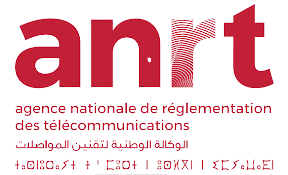 anrt
agence nationale de réglementation
des télécommunications
الوكالة الوطنية لتقنين المواصلات